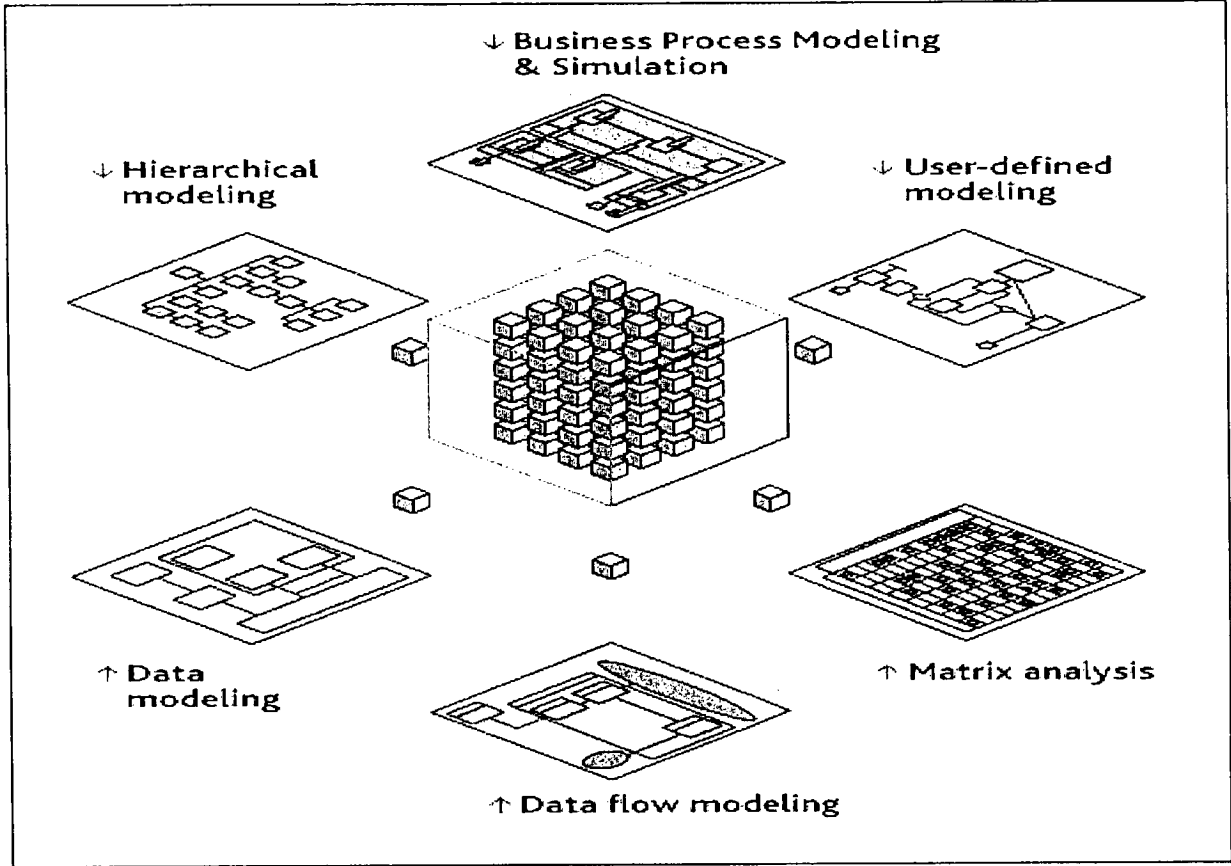 ↓ Business Process Modeling
& Simulation
↓ Hierarchical
modeling
↓ User-defined
modeling
↑ Data
modeling
↑ Matrix analysis
↑ Data flow modeling